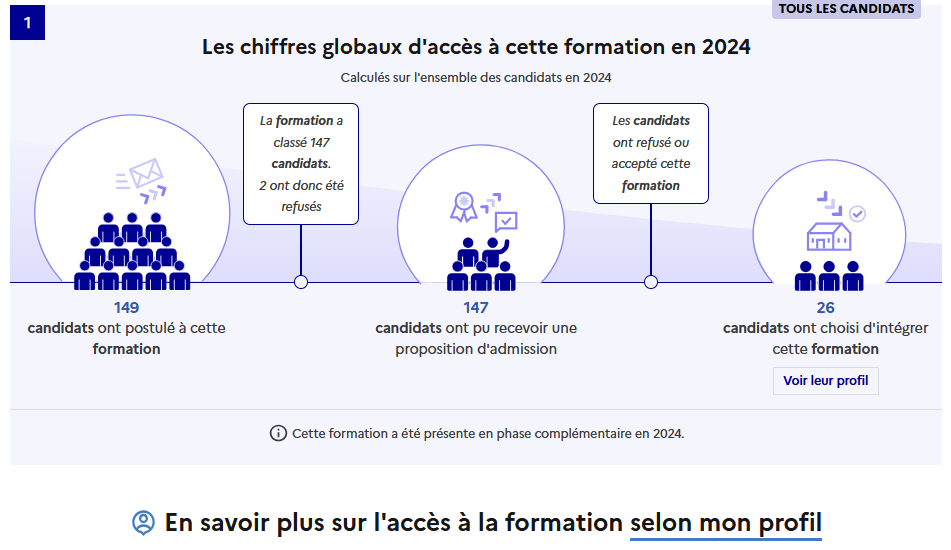 TOUS LES CANDIDATS
1
Les chiffres globaux d'accès à cette formation en 2024
Calculés sur l'ensemble des candidats en 2024
La formation a
classé 147
candidats.
2 ont donc été
refusés
Les candidats
ont refusé ou
accepté cette
formation
149
candidats ont postulé à cette
formation
147
candidats ont pu recevoir une
proposition d'admission
26
candidats ont choisi d'intégrer
cette formation
Voir leur profil
Cette formation a été présente en phase complémentaire en 2024.
En savoir plus sur l'accès à la formation selon mon profil